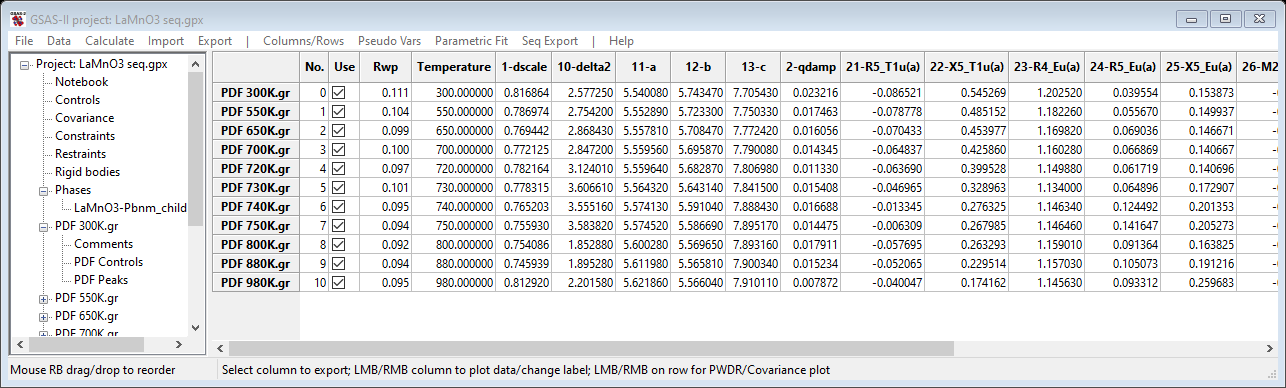 GSAS-II project: LaMnO3 seq.gpx
File Data Calculate Import Export | Columns/Rows Pseudo Vars Parametric Fit Seq Export | Help
Project: LaMnO3 seq.gpx
Notebook
Controls
Covariance
Constraints
Restraints
Rigid bodies
Phases
LaMnO3-Pbnm_child
PDF 300K.gr
Comments
PDF Controls
PDF Peaks
PDF 550K.gr
PDF 650K.gr
PDF 700K.gr
No. Use Rwp Temperature 1-dscale 10-delta2 11-a 12-b 13-c 2-qdamp 21-R5_T1u(a) 22-X5_T1u(a) 23-R4_Eu(a) 24-R5_Eu(a) 25-X5_Eu(a) 26-M2
PDF 300K.gr 0 0.111 300.000000 0.816864 2.577250 5.540080 5.743470 7.705430 0.023216 -0.086521 0.545269 1.202520 0.039554 0.153873 -(
PDF 550K.gr 1 0.104 550.000000 0.786974 2.754200 5.552890 5.723300 7.750330 0.017463 -0.078778 0.485152 1.182260 0.055670 0.149937 -(
PDF 650K.gr 2 0.099 650.000000 0.769442 2.868430 5.557810 5.708470 7.772420 0.016056 -0.070433 0.453977 1.169820 0.069036 0.146671 -(
PDF 700K.gr 3 0.100 700.000000 0.772125 2.847200 5.559560 5.695870 7.790080 0.014345 -0.064837 0.425860 1.160280 0.066869 0.140667 -(
PDF 720K.gr 4 0.097 720.000000 0.782164 3.124010 5.559640 5.682870 7.806980 0.011330 -0.063690 0.399528 1.149880 0.061719 0.140696 -(
PDF 730K.gr 5 0.101 730.000000 0.778315 3.606610 5.564320 5.643140 7.841500 0.015408 -0.046965 0.328963 1.134000 0.064896 0.172907 -(
PDF 740K.gr 6 0.095 740.000000 0.765203 3.555160 5.574130 5.591040 7.888430 0.016688 -0.013345 0.276325 1.146340 0.124492 0.201353 -(
PDF 750K.gr 7 0.094 750.000000 0.755930 3.583820 5.574520 5.586690 7.895170 0.014475 -0.006309 0.267985 1.146460 0.141647 0.205273 -(
PDF 800K.gr 8 0.092 800.000000 0.754086 1.852880 5.600280 5.569650 7.893160 0.017911 -0.057695 0.263293 1.159010 0.091364 0.163825 -(
PDF 880K.gr 9 0.094 880.000000 0.745939 1.895280 5.611980 5.565810 7.900340 0.015234 -0.052065 0.229514 1.157030 0.105073 0.191216 -(
PDF 980K.gr 10 0.095 980.000000 0.812920 2.201580 5.621860 5.566040 7.910110 0.007872 -0.040047 0.174162 1.145630 0.093312 0.259683 -(
Mouse RB drag/drop to reorder
Select column to export; LMB/RMB column to plot data/change label; LMB/RMB on row for PWDR/Covariance plot